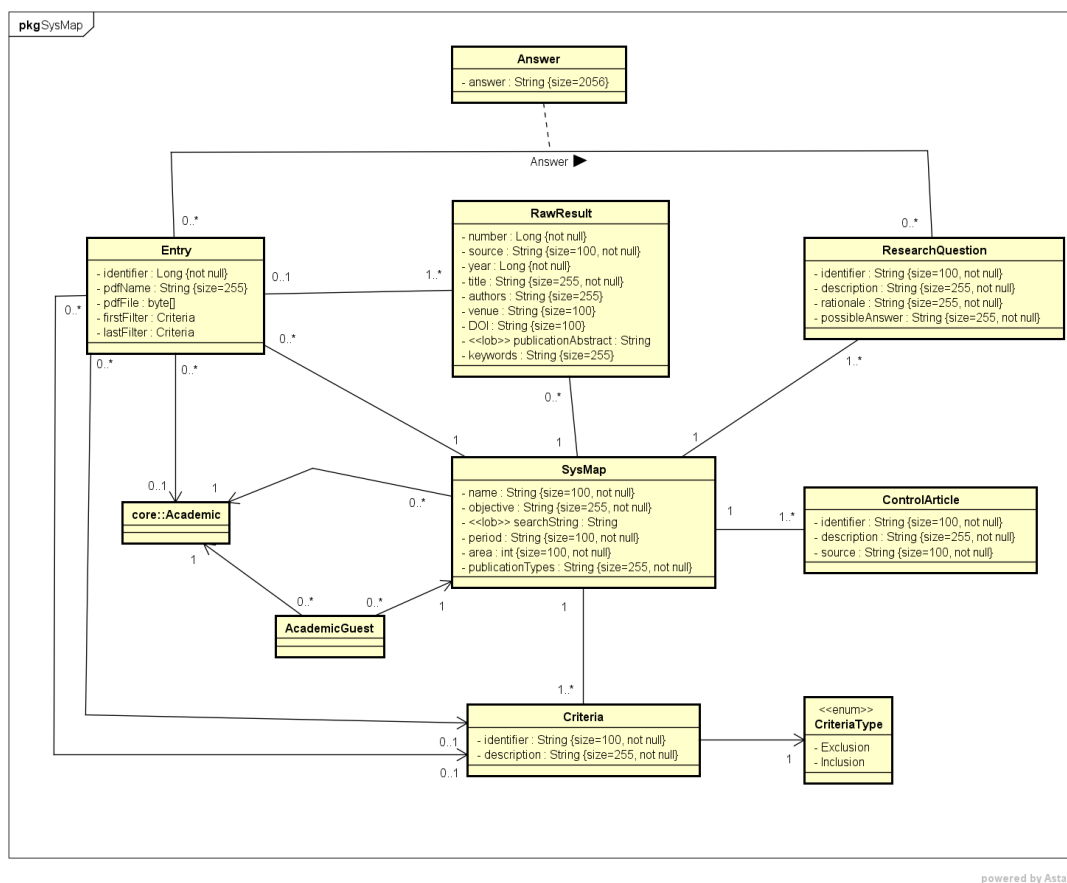 pkg SysMap
Answer
- answer : String {size=2056}
Answer ▶
0..*
0..*
RawResult
- number : Long {not null}
- source : String {size=100, not null}
- year : Long {not null}
- title : String {size=255, not null}
- authors : String {size=255}
- venue : String {size=100}
- DOI : String {size=100}
- <<lob>> publicationAbstract : String
- keywords : String {size=255}
Entry
- identifier : Long {not null}
- pdfName : String {size=255}
- pdfFile : byte[]
- firstFilter : Criteria
- lastFilter : Criteria
ResearchQuestion
- identifier : String {size=100, not null}
- description : String {size=255, not null}
- rationale : String {size=255, not null}
- possibleAnswer : String {size=255, not null}
0..1
1..*
0..*
0..*
0..*
0..*
0..*
1..*
1
1
1
SysMap
- name : String {size=100, not null}
- objective : String {size=255, not null}
- <<lob>> searchString : String
- period : String {size=100, not null}
- area : int {size=100, not null}
- publicationTypes : String {size=255, not null}
ControlArticle
- identifier : String {size=100, not null}
- description : String {size=255, not null}
- source : String {size=100, not null}
0..1
1
0..*
1
1..*
core::Academic
1
0..*
0..*
1
1
AcademicGuest
1..*
Criteria
- identifier : String {size=100, not null}
- description : String {size=255, not null}
0..1
0..1
1
<<enum>>
CriteriaType
- Exclusion
- Inclusion
powered by Asta